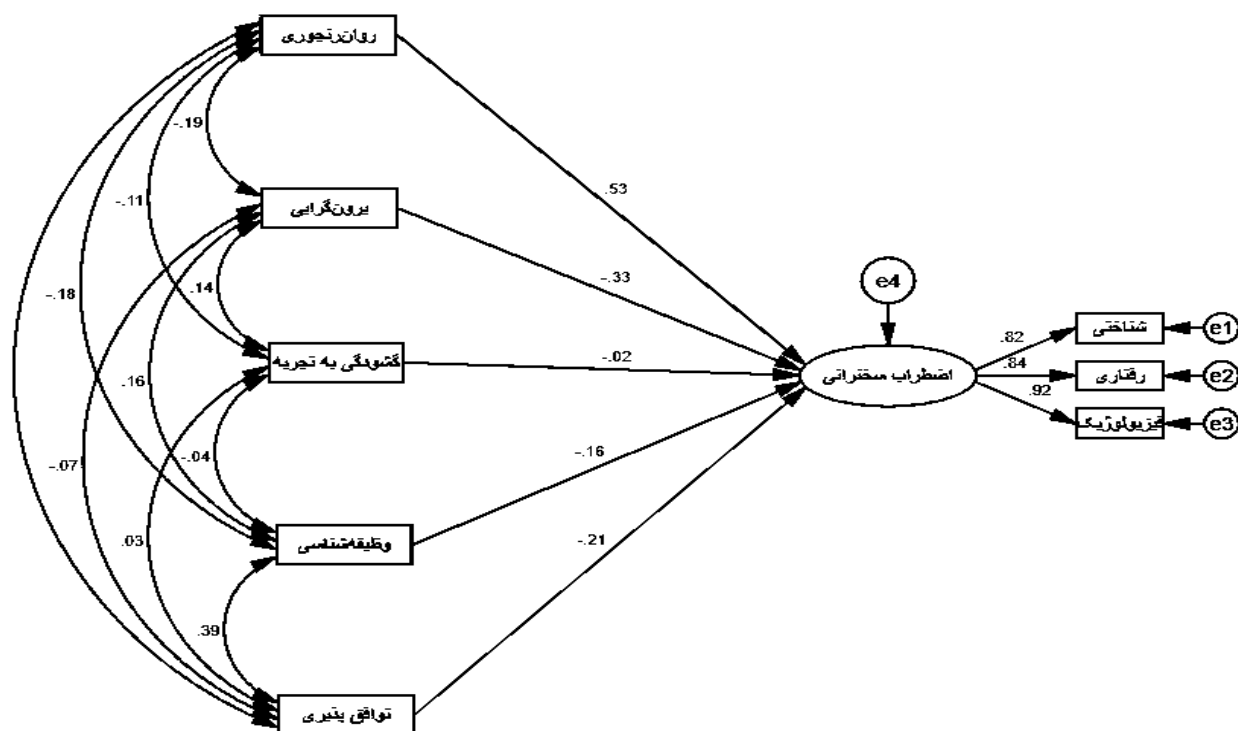 روان‌رنجوری
-.19
.53
-.11
برون‌گرایی
-.33
e4
-.18
.14
شناختی
e1
.82
گشودگی به تجربه
-.02
اضطراب سخنرانی
.84
رفتاری
e2
.92
فیزیولوژیک
e3
.16
-.07
-.04
-.16
.03
وظیفه‌شناسی
-.21
.39
توافق پذیری